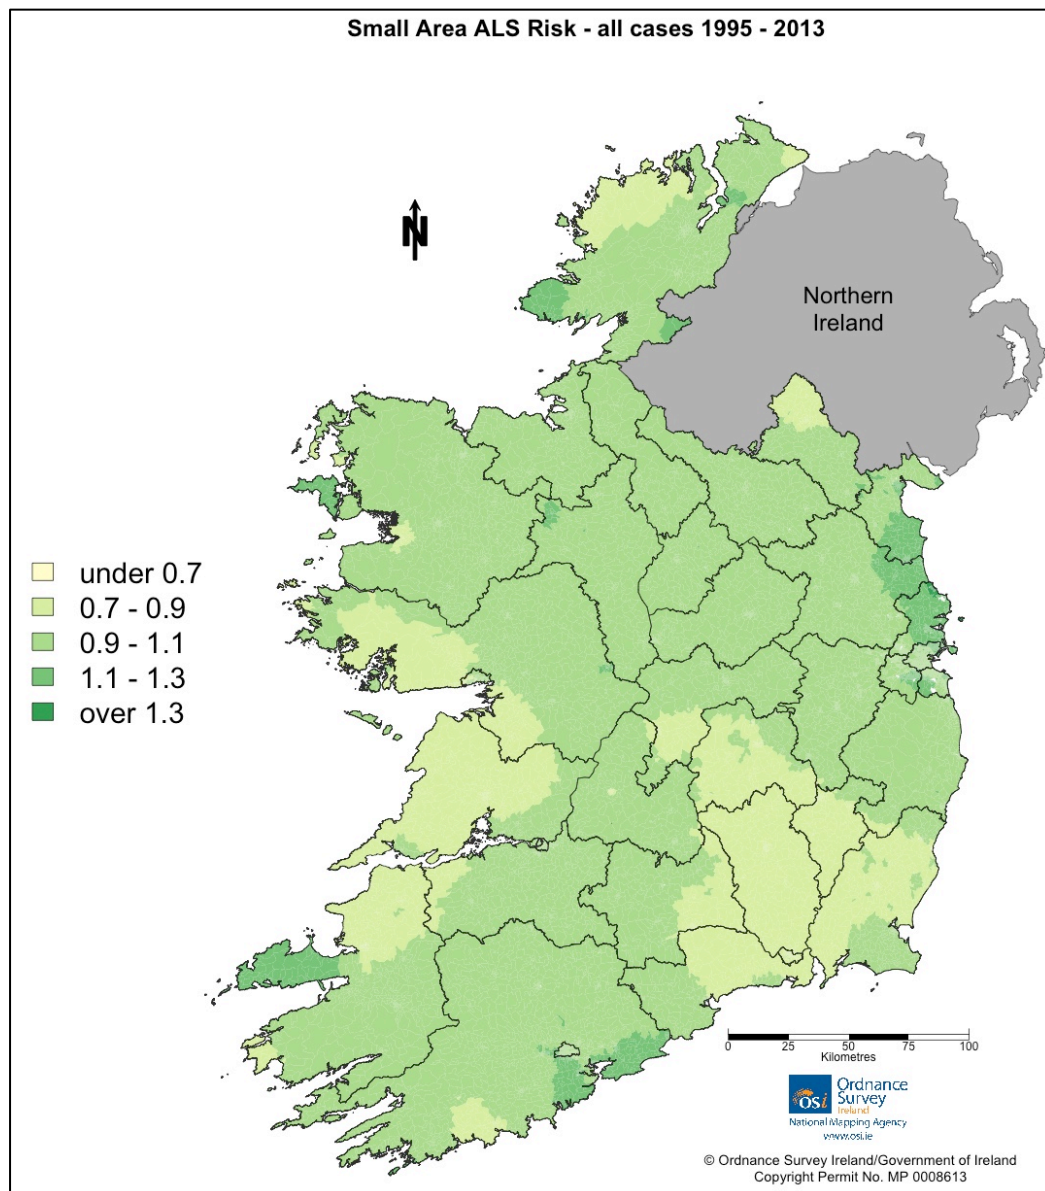 Small Area ALS Risk - all cases 1995 - 2013
N
Northern
Ireland
under 0.7
0.7 - 0.9
0.9 - 1.1
1.1 - 1.3
over 1.3
0 25 50 75 100
Kilometres
OSi
Ordnance
Survey
Ireland
National Mapping Agency
www.osi.ie
© Ordnance Survey Ireland/Government of Ireland
Copyright Permit No. MP 0008613